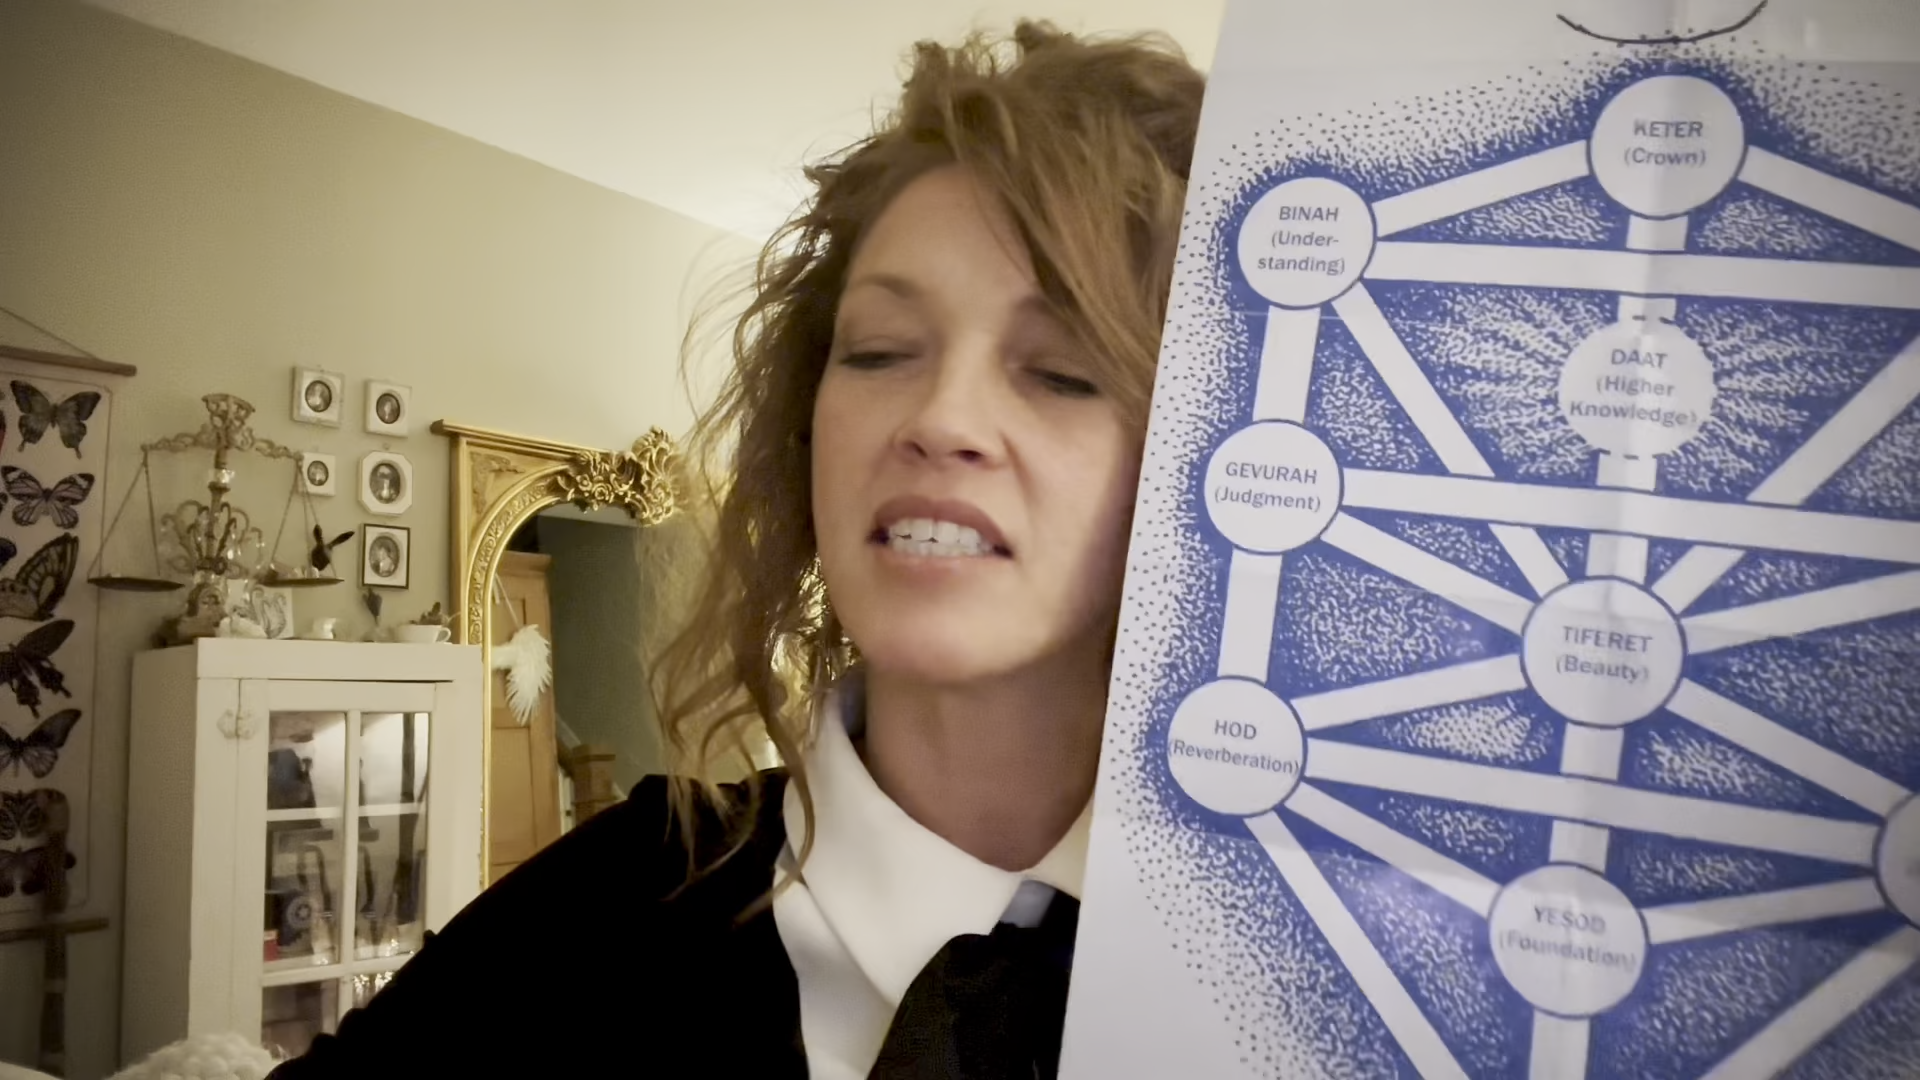 KETER
(Crown)
BINAH
(Under-
standing)
DAAT
(Higher
Knowledge)
GEVURAH
(Judgment)
TIFERET
(Beauty)
HOD
(Reverberation)
YESOD
(Foundation)